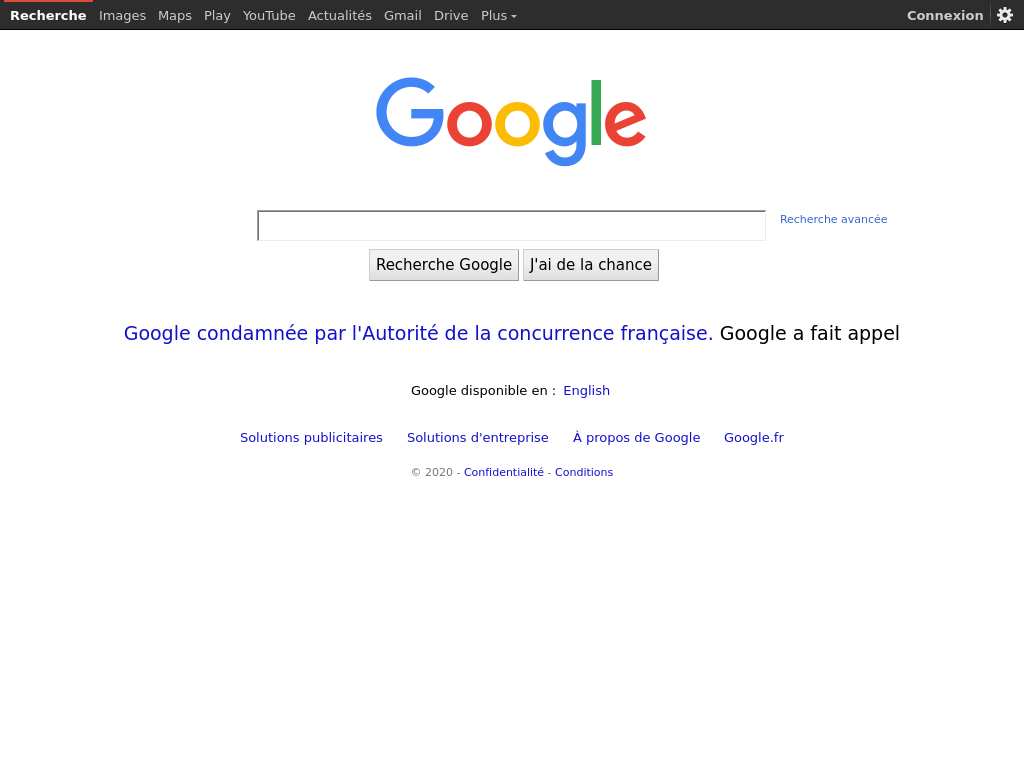 Recherche Images Maps Play YouTube Actualités Gmail Drive Plus Connexion
Google
Recherche avancée
Recherche Google J'ai de la chance
Google condamnée par l'Autorité de la concurrence française. Google a fait appel
Google disponible en : English
Solutions publicitaires Solutions d'entreprise À propos de Google Google.fr
© 2020 - Confidentialité - Conditions